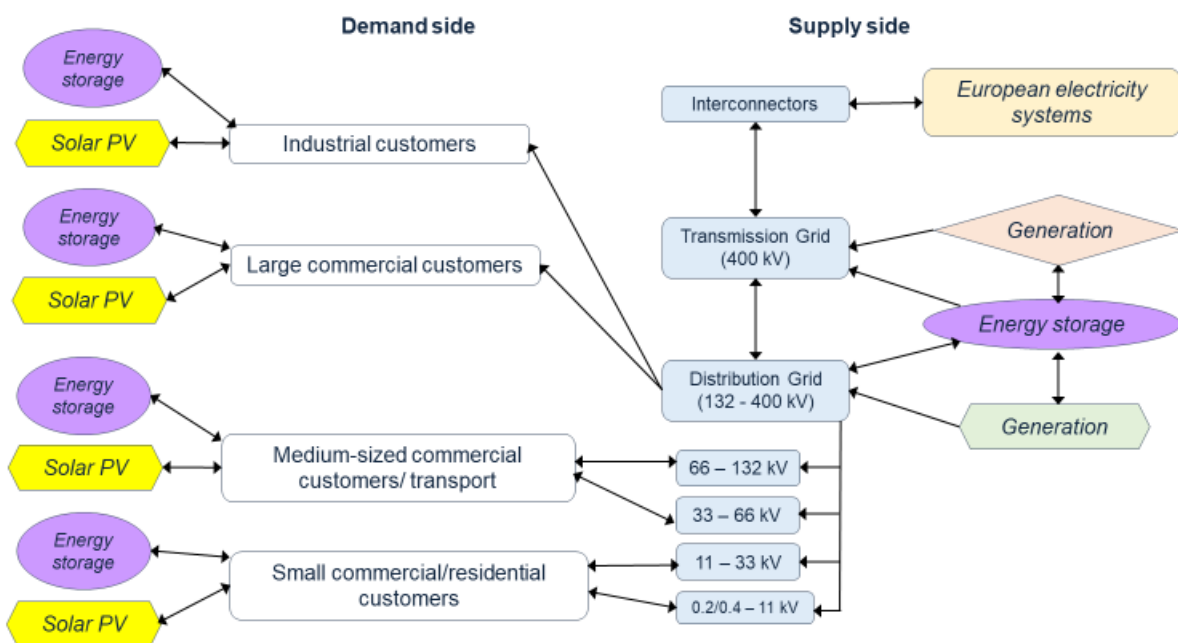 Demand side
Supply side
Energy
storage
Solar PV
Industrial customers
Energy
storage
Solar PV
Large commercial customers
Energy
storage
Solar PV
Medium-sized commercial
customers/ transport
Energy
storage
Solar PV
Small commercial/residential
customers
Interconnectors
European electricity
systems
Transmission Grid
(400 kV)
Generation
Energy storage
Distribution Grid
(132 - 400 kV)
Generation
66 – 132 kV
33 – 66 kV
11 – 33 kV
0.2/0.4 – 11 kV